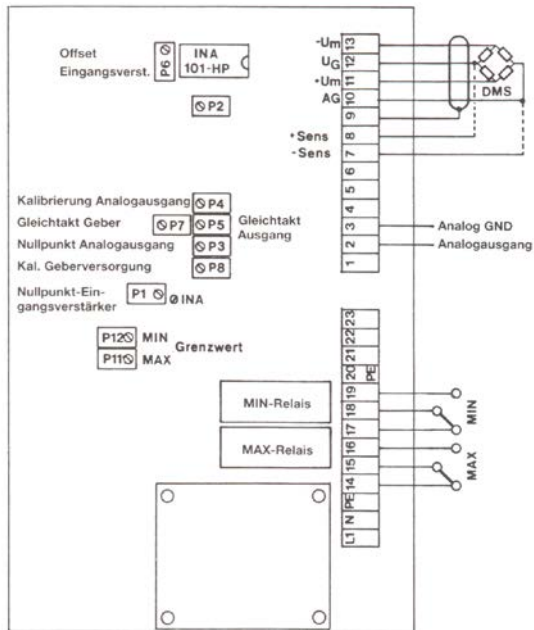 Offset
Eingangsverst.
P6
INA
101-HP
P2
-Um 13
UG 12
+Um 11
AG 10
9
+Sens 8
-Sens 7
6
5
4
3
2
1
DMS
Analog GND
Analogausgang
Kalibrierung Analogausgang P4
Gleichtakt Geber P7 P5 Gleichtakt
Ausgang
Nullpunkt Analogausgang P3
Kal. Geberversorgung P8
Nullpunkt-Ein-
gangsverstärker
P1 Ø INA
P12 MIN
P11 MAX
Grenzwert
23
22
21
20 PE
19
18
17
16
15
14
PE
N
L1
MIN-Relais
MAX-Relais
MIN
MAX